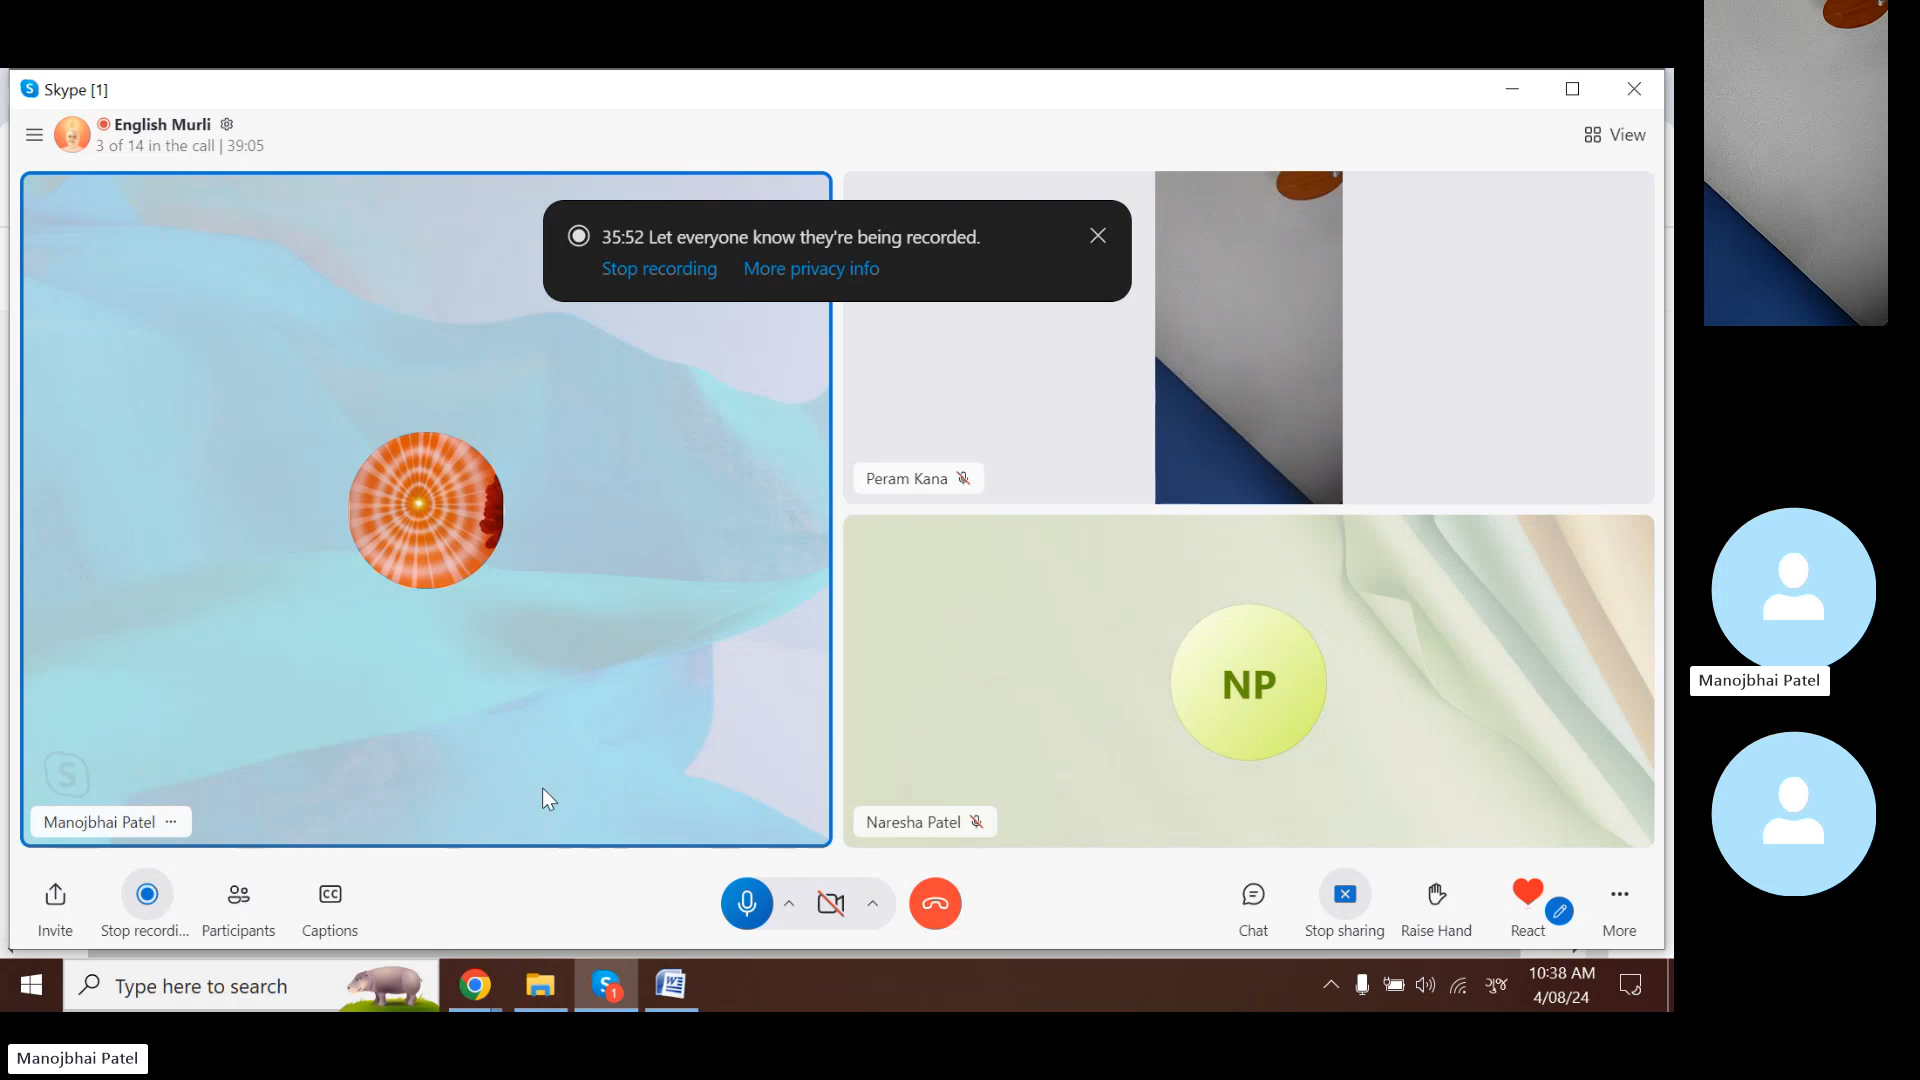 Skype [1]
English Murli
3 of 14 in the call | 39:05
View
35:52 Let everyone know they're being recorded.
Stop recording More privacy info
Peram Kana
NP
Manojbhai Patel ...
Naresha Patel
Invite
Stop recordi...
Participants
CC
Captions
Chat
Stop sharing
Raise Hand
React
More
Type here to search
1
ગુજ
10:38 AM
4/08/24
Manojbhai Patel
Manojbhai Patel